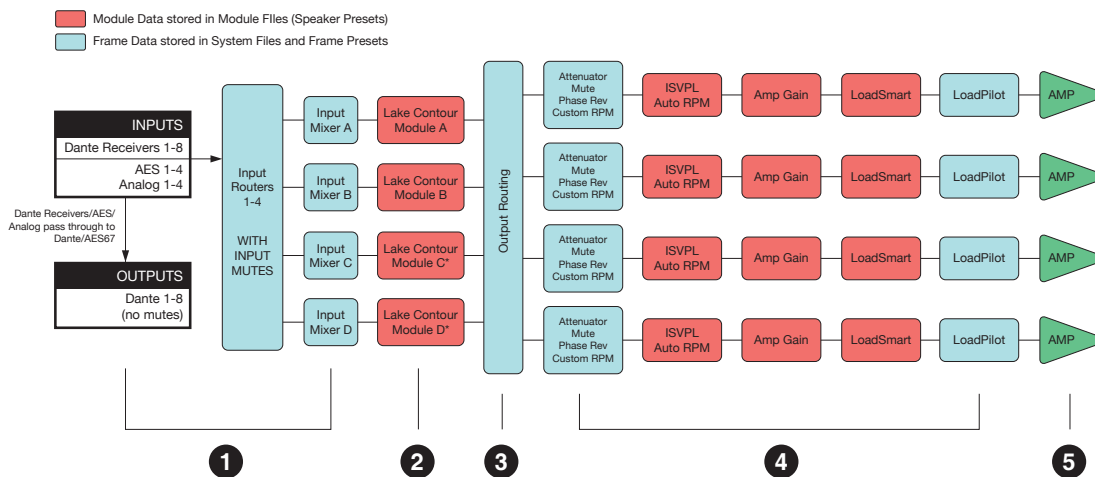 Module Data stored in Module FIles (Speaker Presets)
Frame Data stored in System Files and Frame Presets
INPUTS
Dante Receivers 1-8
AES 1-4
Analog 1-4
Dante Receivers/AES/
Analog pass through to
Dante/AES67
OUTPUTS
Dante 1-8
(no mutes)
Input
Routers
1-4
WITH
INPUT
MUTES
Input
Mixer A
Input
Mixer B
Input
Mixer C
Input
Mixer D
Lake Contour
Module A
Lake Contour
Module B
Lake Contour
Module C*
Lake Contour
Module D*
Output Routing
Attenuator
Mute
Phase Rev
Custom RPM
ISVPL
Auto RPM
Amp Gain
LoadSmart
LoadPilot
AMP
Attenuator
Mute
Phase Rev
Custom RPM
ISVPL
Auto RPM
Amp Gain
LoadSmart
LoadPilot
AMP
Attenuator
Mute
Phase Rev
Custom RPM
ISVPL
Auto RPM
Amp Gain
LoadSmart
LoadPilot
AMP
Attenuator
Mute
Phase Rev
Custom RPM
ISVPL
Auto RPM
Amp Gain
LoadSmart
LoadPilot
AMP
1
2
3
4
5